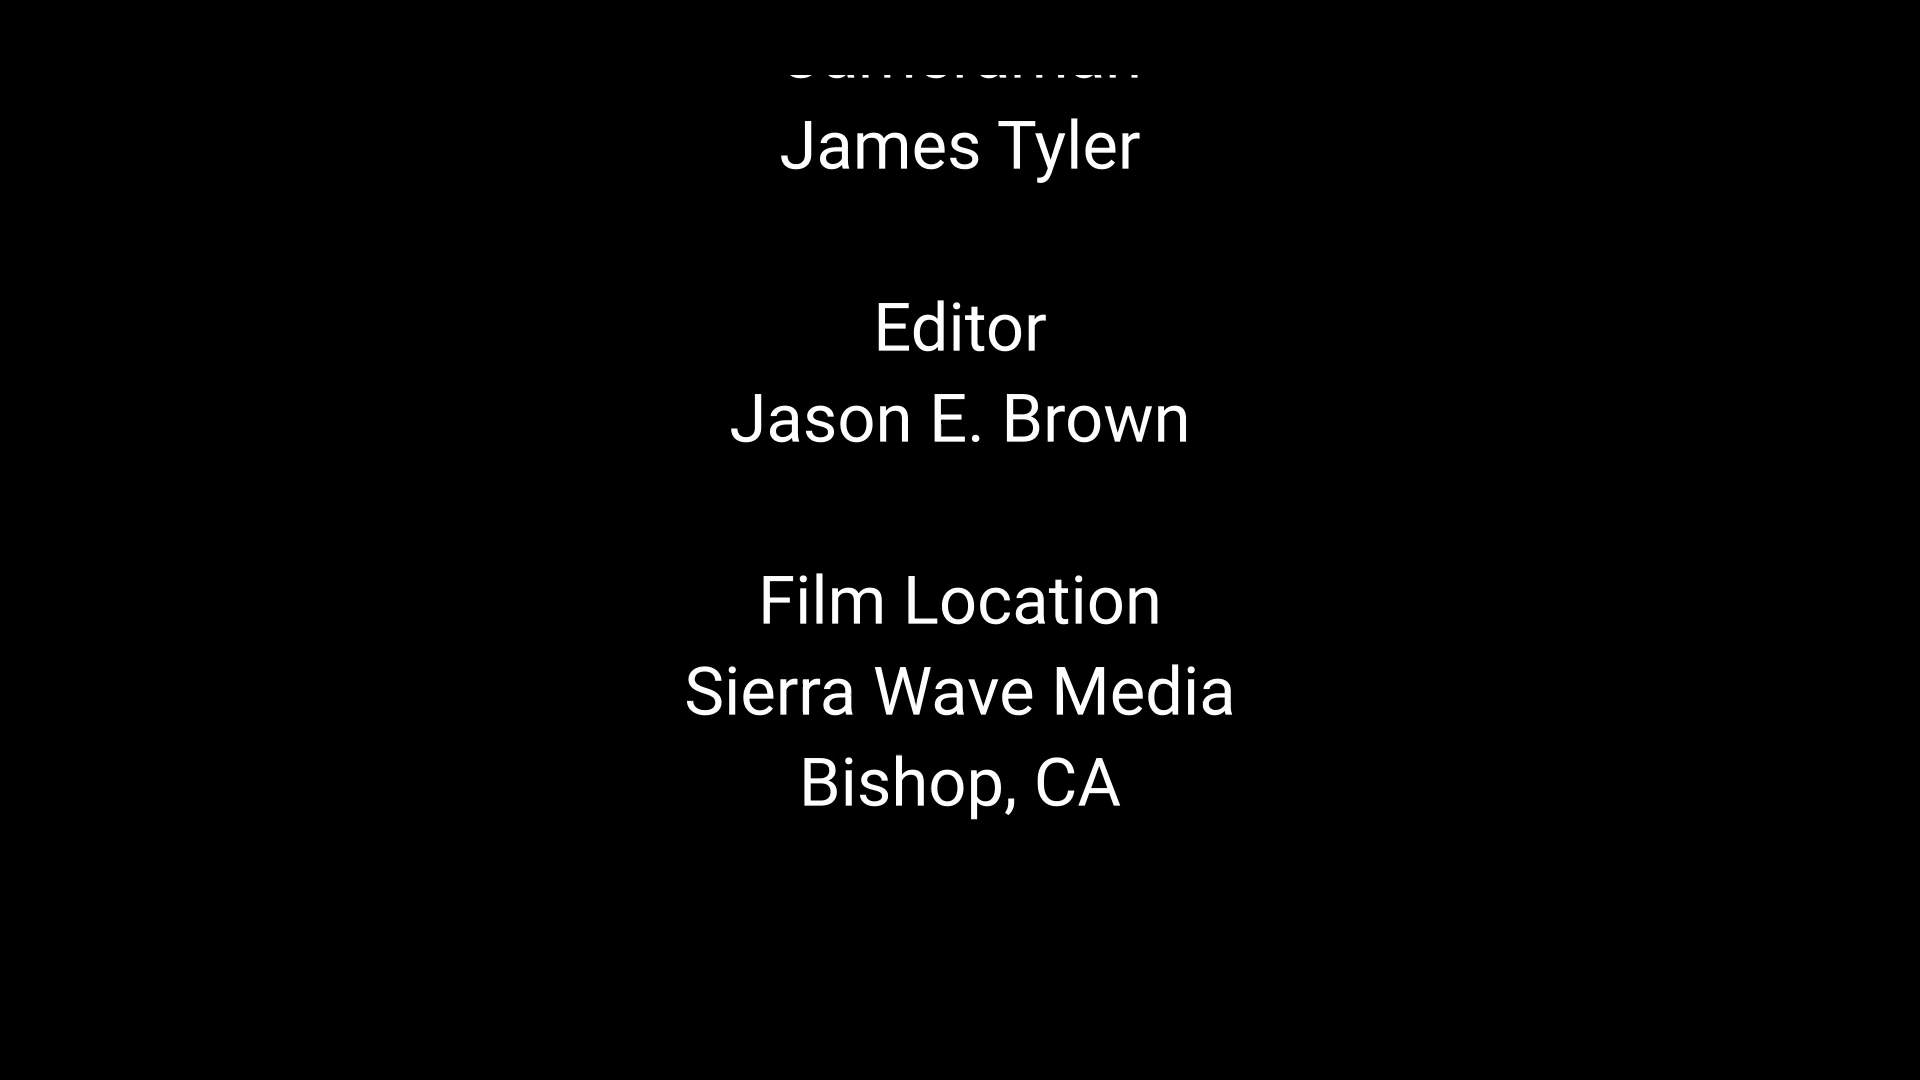 James Tyler
Editor
Jason E. Brown
Film Location
Sierra Wave Media
Bishop, CA